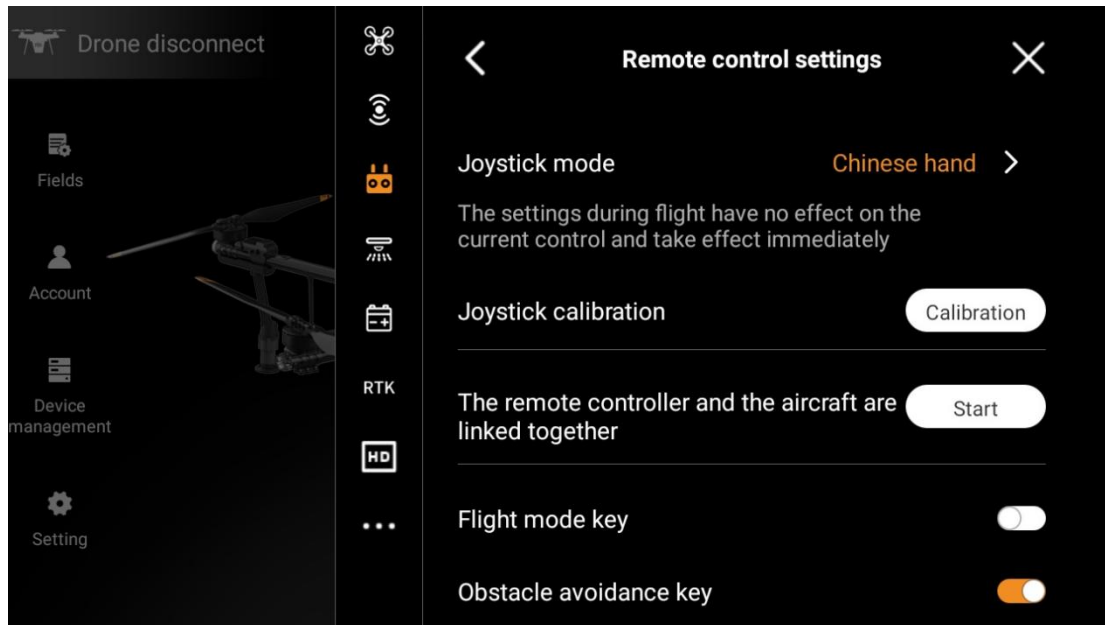 Drone disconnect
Fields
Account
Device
management
Setting
RTK
HD
Remote control settings
Joystick mode
Chinese hand
The settings during flight have no effect on the
current control and take effect immediately
Joystick calibration
Calibration
The remote controller and the aircraft are
linked together
Start
Flight mode key
Obstacle avoidance key